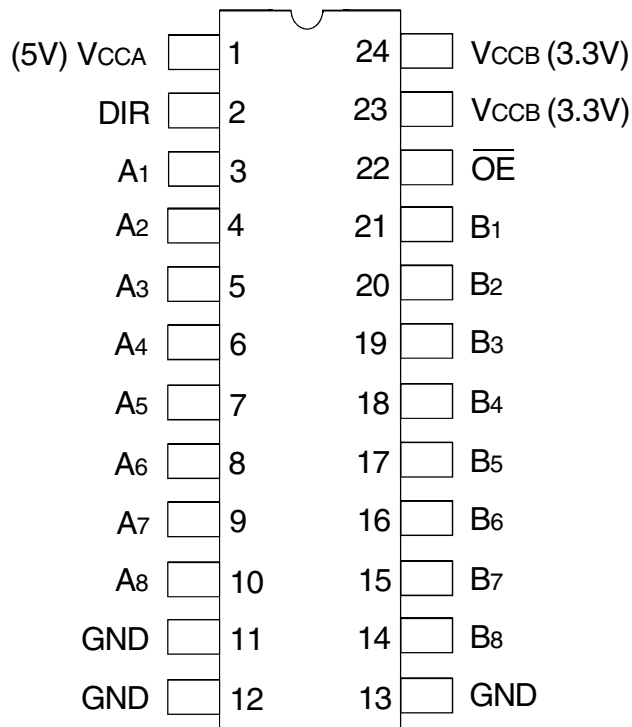 (5V) VCCA 1 24 VCCB (3.3V)
DIR 2 23 VCCB (3.3V)
A1 3 22 O̅E̅
A2 4 21 B1
A3 5 20 B2
A4 6 19 B3
A5 7 18 B4
A6 8 17 B5
A7 9 16 B6
A8 10 15 B7
GND 11 14 B8
GND 12 13 GND